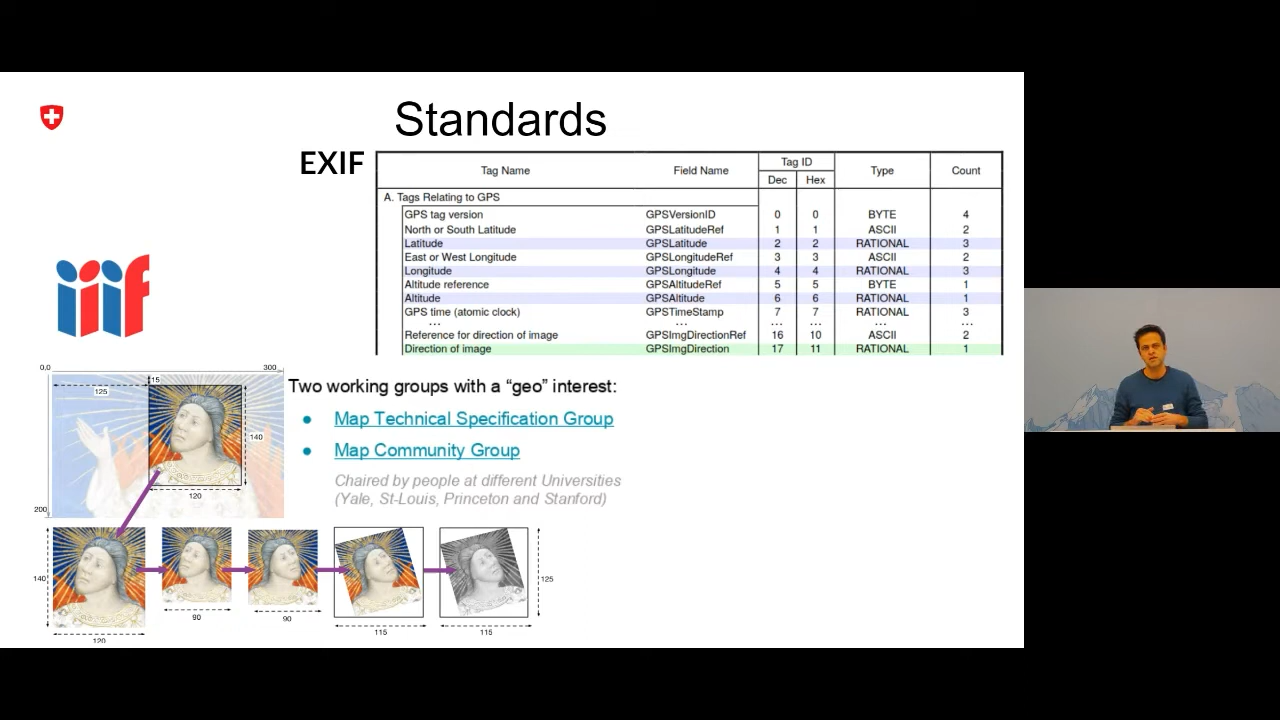 Standards
EXIF
Tag Name Field Name Tag ID Type Count
Dec Hex
A. Tags Relating to GPS
GPS tag version GPSVersionID 0 0 BYTE 4
North or South Latitude GPSLatitudeRef 1 1 ASCII 2
Latitude GPSLatitude 2 2 RATIONAL 3
East or West Longitude GPSLongitudeRef 3 3 ASCII 2
Longitude GPSLongitude 4 4 RATIONAL 3
Altitude reference GPSAltitudeRef 5 5 BYTE 1
Altitude GPSAltitude 6 6 RATIONAL 1
GPS time (atomic clock) GPSTimeStamp 7 7 RATIONAL 3
... ... ... ... ... ...
Reference for direction of image GPSImgDirectionRef 16 10 ASCII 2
Direction of image GPSImgDirection 17 11 RATIONAL 1
iiif
0,0 300
15
125
140
120
200
Two working groups with a “geo” interest:
● Map Technical Specification Group
● Map Community Group
Chaired by people at different Universities
(Yale, St-Louis, Princeton and Stanford)
140 125
90 90
115 115
120